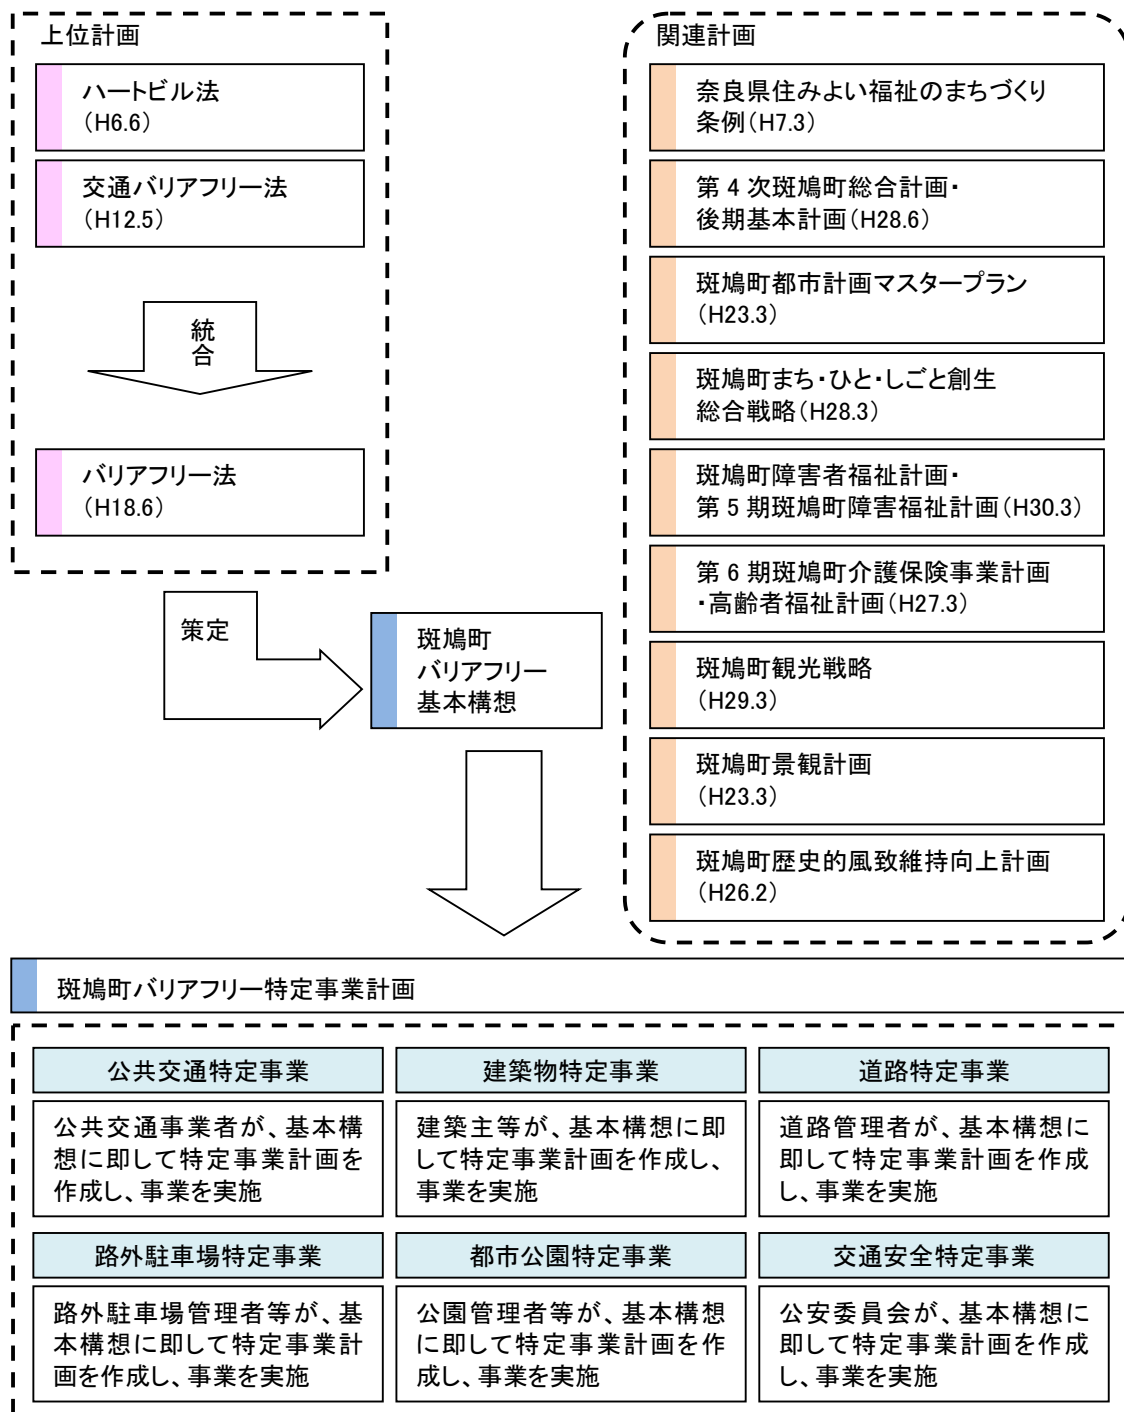 上位計画
ハートビル法
(H6.6)
交通バリアフリー法
(H12.5)
統
合
バリアフリー法
(H18.6)
策定
斑鳩町
バリアフリー
基本構想
関連計画
奈良県住みよい福祉のまちづくり
条例(H7.3)
第4次斑鳩町総合計画・
後期基本計画(H28.6)
斑鳩町都市計画マスタープラン
(H23.3)
斑鳩町まち・ひと・しごと創生
総合戦略(H28.3)
斑鳩町障害者福祉計画・
第5期斑鳩町障害福祉計画(H30.3)
第6期斑鳩町介護保険事業計画
・高齢者福祉計画(H27.3)
斑鳩町観光戦略
(H29.3)
斑鳩町景観計画
(H23.3)
斑鳩町歴史的風致維持向上計画
(H26.2)
斑鳩町バリアフリー特定事業計画
公共交通特定事業
公共交通事業者が、基本構
想に即して特定事業計画を
作成し、事業を実施
建築物特定事業
建築主等が、基本構想に即
して特定事業計画を作成し、
事業を実施
道路特定事業
道路管理者が、基本構想に
即して特定事業計画を作成
し、事業を実施
路外駐車場特定事業
路外駐車場管理者等が、基
本構想に即して特定事業計
画を作成し、事業を実施
都市公園特定事業
公園管理者等が、基本構想
に即して特定事業計画を作
成し、事業を実施
交通安全特定事業
公安委員会が、基本構想に
即して特定事業計画を作成
し、事業を実施